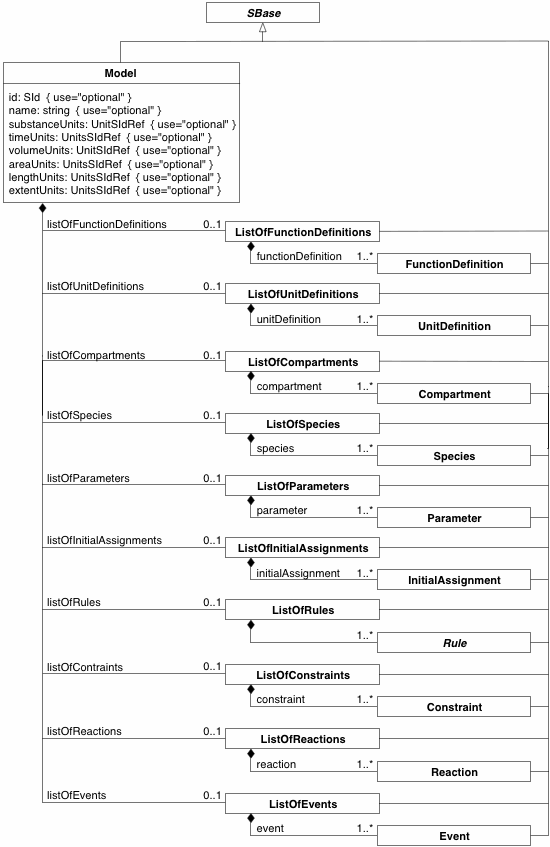 SBase
Model
id: SId { use="optional" }
name: string { use="optional" }
substanceUnits: UnitSIdRef { use="optional" }
timeUnits: UnitsSIdRef { use="optional" }
volumeUnits: UnitsSIdRef { use="optional" }
areaUnits: UnitsSIdRef { use="optional" }
lengthUnits: UnitsSIdRef { use="optional" }
extentUnits: UnitsSIdRef { use="optional" }
listOfFunctionDefinitions 0..1 ListOfFunctionDefinitions
functionDefinition 1..* FunctionDefinition
listOfUnitDefinitions 0..1 ListOfUnitDefinitions
unitDefinition 1..* UnitDefinition
listOfCompartments 0..1 ListOfCompartments
compartment 1..* Compartment
listOfSpecies 0..1 ListOfSpecies
species 1..* Species
listOfParameters 0..1 ListOfParameters
parameter 1..* Parameter
listOfInitialAssignments 0..1 ListOfInitialAssignments
initialAssignment 1..* InitialAssignment
listOfRules 0..1 ListOfRules
1..* Rule
listOfContraints 0..1 ListOfConstraints
constraint 1..* Constraint
listOfReactions 0..1 ListOfReactions
reaction 1..* Reaction
listOfEvents 0..1 ListOfEvents
event 1..* Event